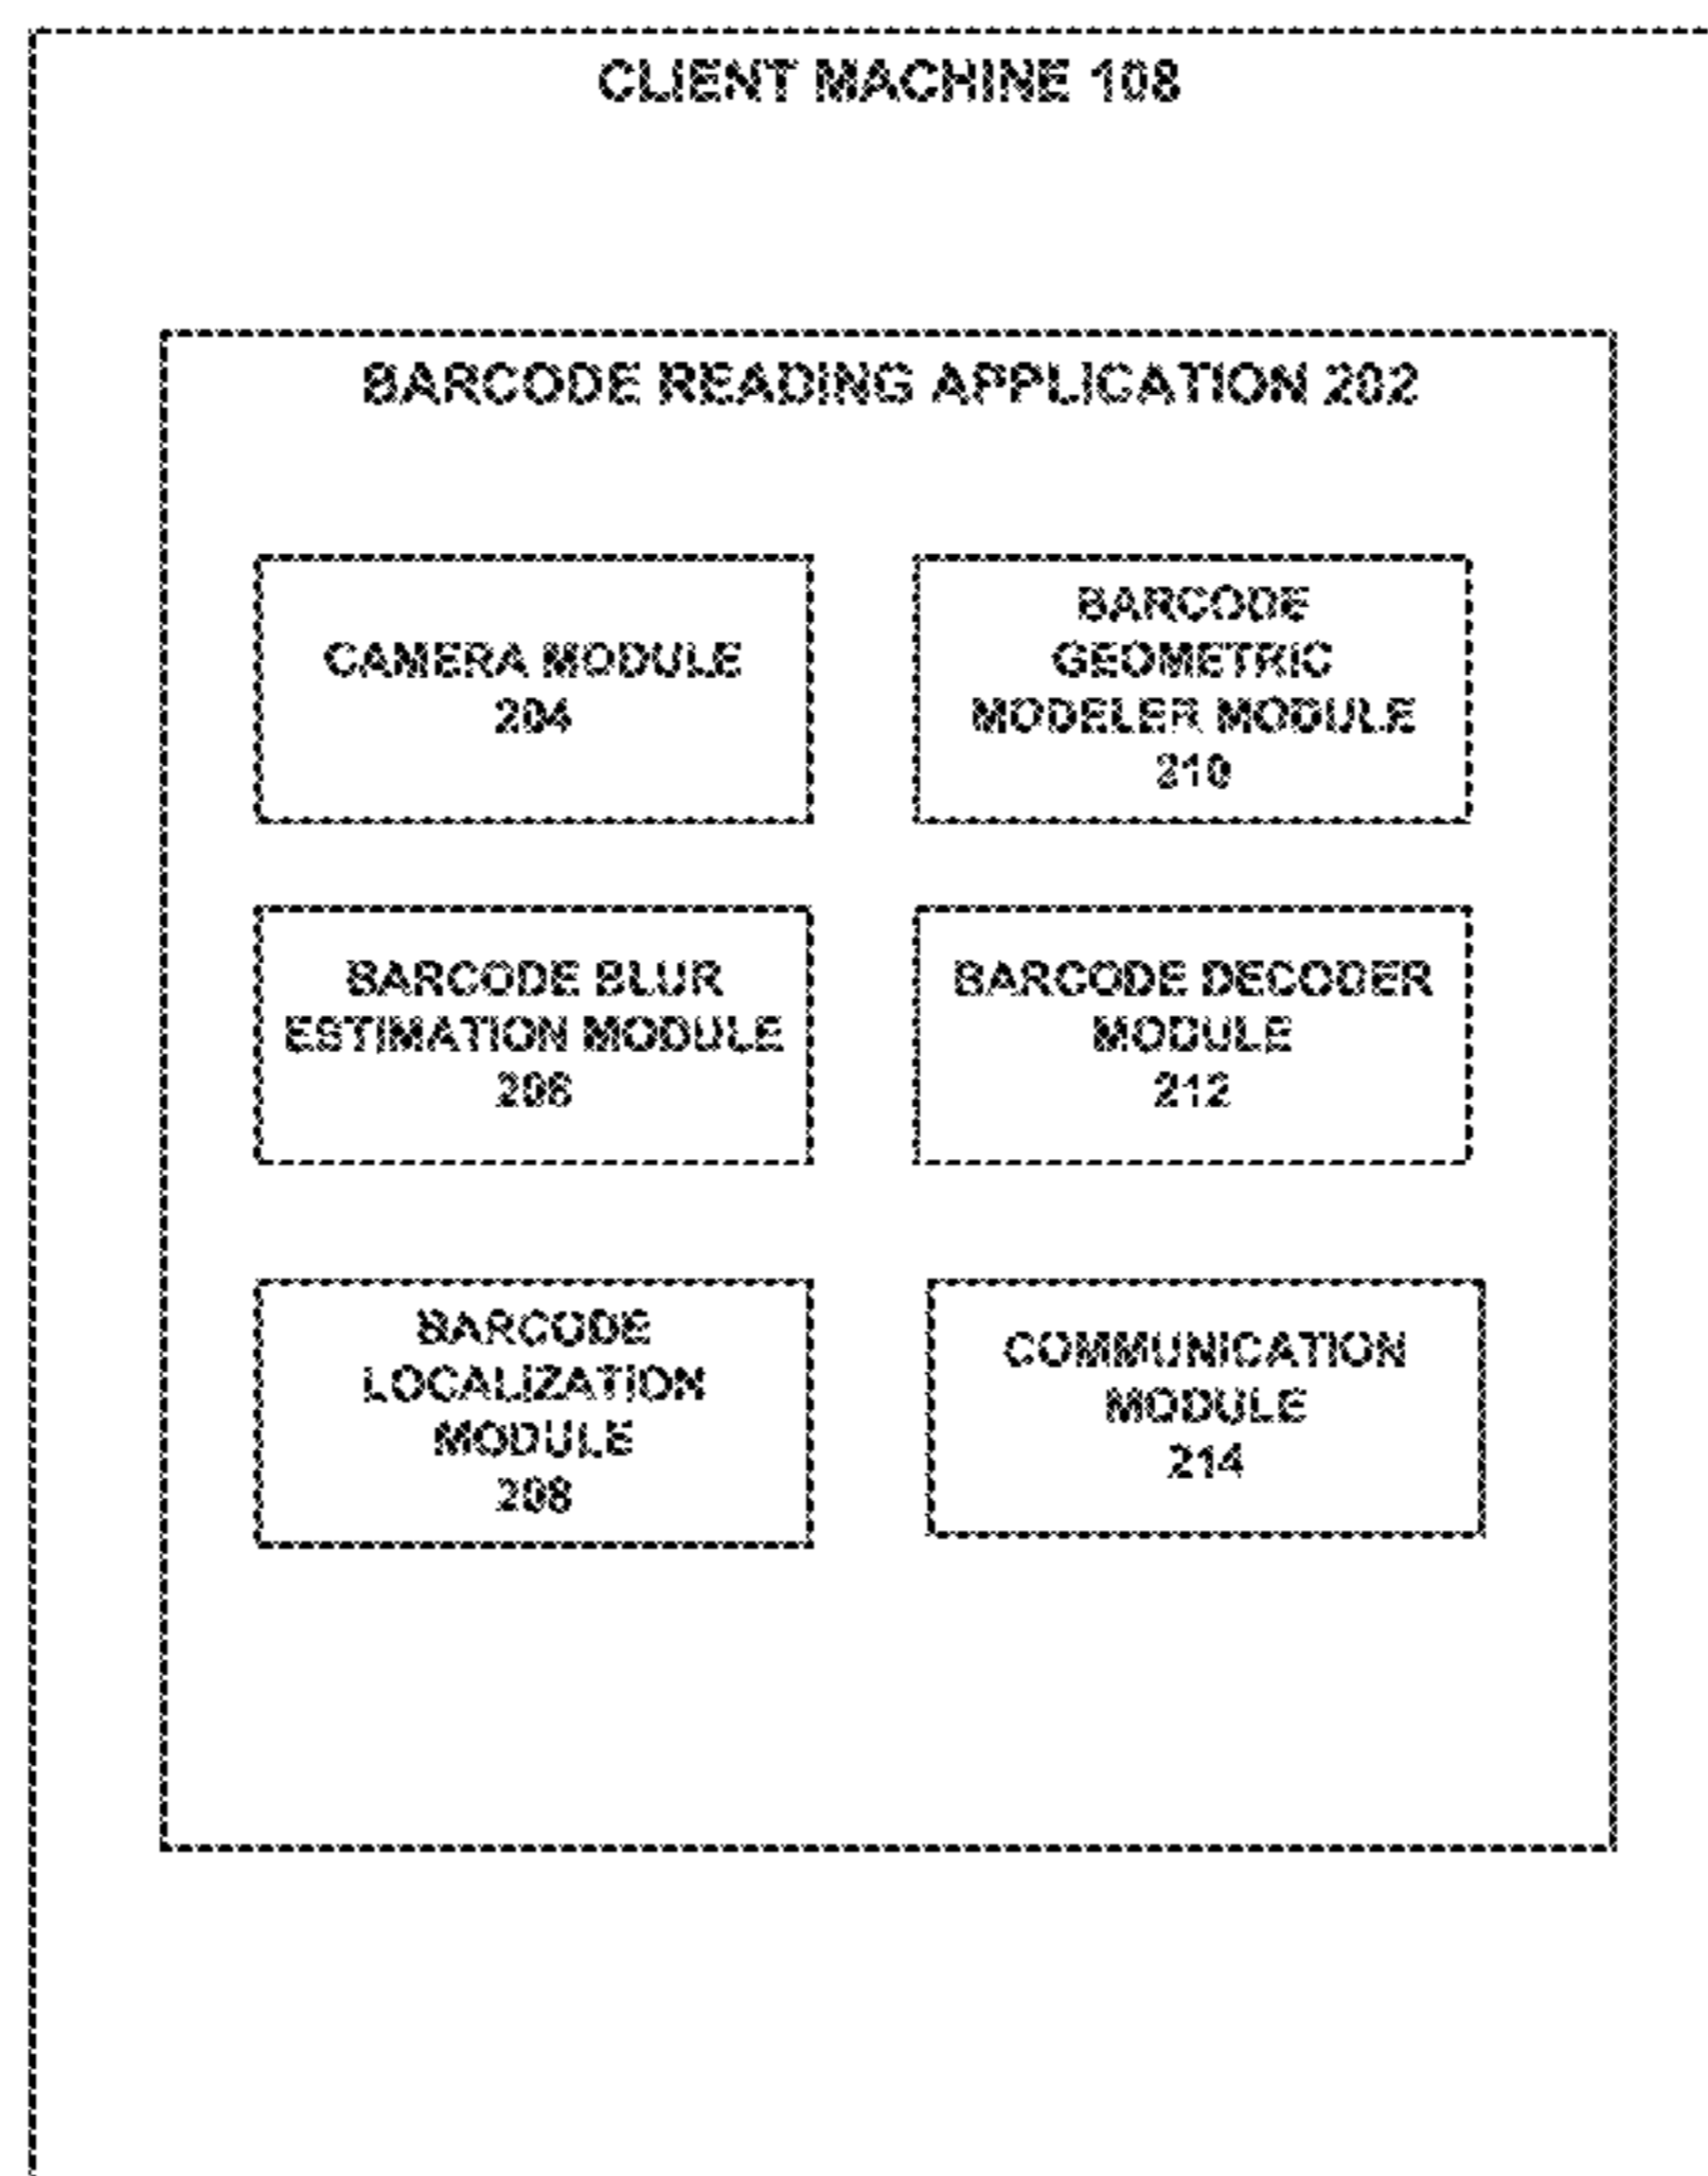 CLIENT MACHINE 108
BARCODE READING APPLICATION 202
CAMERA MODULE
204
BARCODE
GEOMETRIC
MODELER MODULE
210
BARCODE BLUR
ESTIMATION MODULE
206
BARCODE DECODER
MODULE
212
BARCODE
LOCALIZATION
MODULE
208
COMMUNICATION
MODULE
214